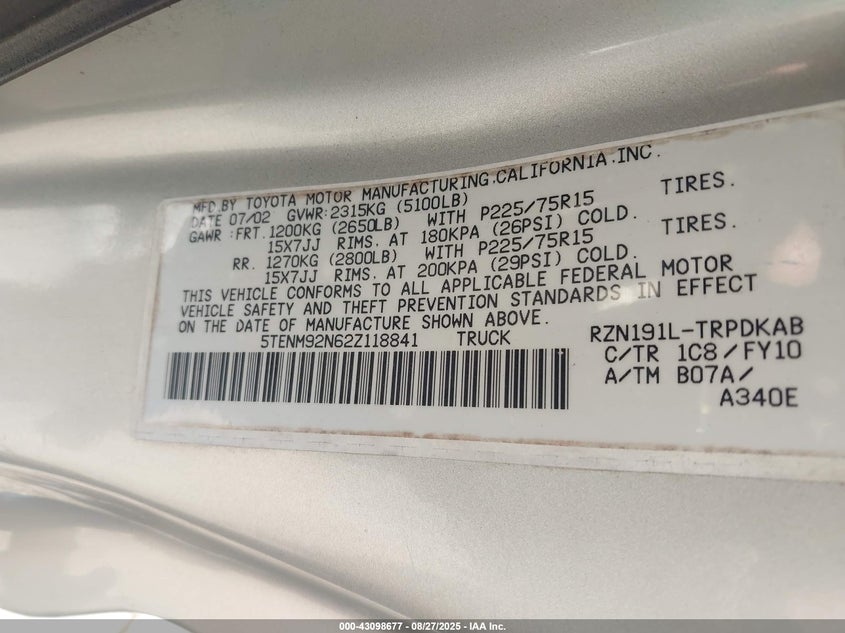 MFD.BY TOYOTA MOTOR MANUFACTURING,CALIFORNIA,INC.
DATE 07/02 GVWR:2315KG (5100LB)
GAWR :FRT.1200KG (2650LB) WITH P225/75R15 TIRES.
15X7JJ RIMS. AT 180KPA (26PSI) COLD.
RR. 1270KG (2800LB) WITH P225/75R15 TIRES.
15X7JJ RIMS. AT 200KPA (29PSI) COLD.
THIS VEHICLE CONFORMS TO ALL APPLICABLE FEDERAL MOTOR
VEHICLE SAFETY AND THEFT PREVENTION STANDARDS IN EFFECT
ON THE DATE OF MANUFACTURE SHOWN ABOVE.
5TENM92N62Z118841 TRUCK
RZN191L-TRPDKAB
C/TR 1C8/FY10
A/TM B07A/
A340E
000-43098677 - 08/27/2025 - IAA Inc.